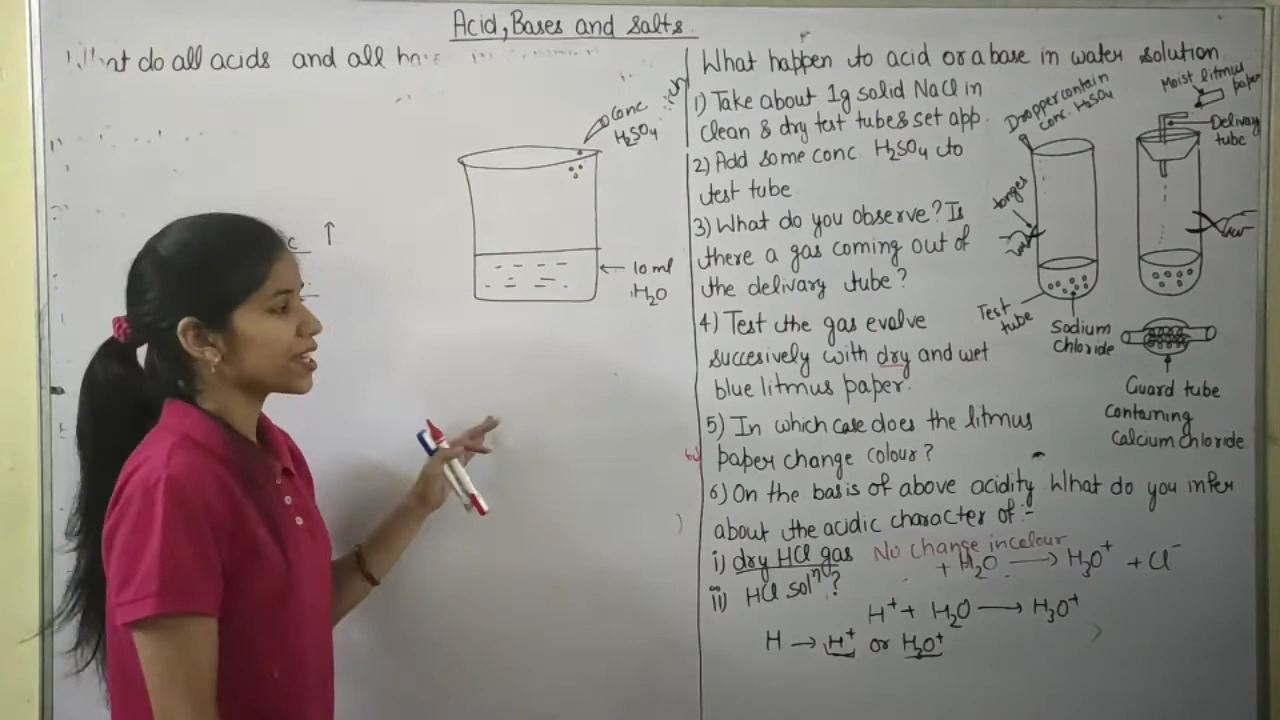 Acid, Bases and Salts
do all acids and all
Conc
H₂SO₄
10 ml
H₂O
c ↑
What happen to acid or a base in water solution
1) Take about 1g solid NaCl in
clean & dry test tube & set app
2) Add some conc. H₂SO₄ to
test tube
3) What do you observe? Is
there a gas coming out of
the delivary tube?
4) Test the gas evolve
succesively with dry and wet
blue litmus paper.
5) In which case does the litmus
paper change colour?
6) On the basis of above acidity What do you infer
about the acidic character of :-
i) dry HCl gas No change in colour
+ H₂O → H₃O⁺ + Cl⁻
ii) HCl solⁿ?
H⁺ + H₂O → H₃O⁺
H → H⁺ or H₃O⁺
Dropper contain
conc. H₂SO₄
tonges
Test
tube
Sodium
chloride
Moist litmus
paper
Delivary
tube
Guard tube
containing
Calcium chloride